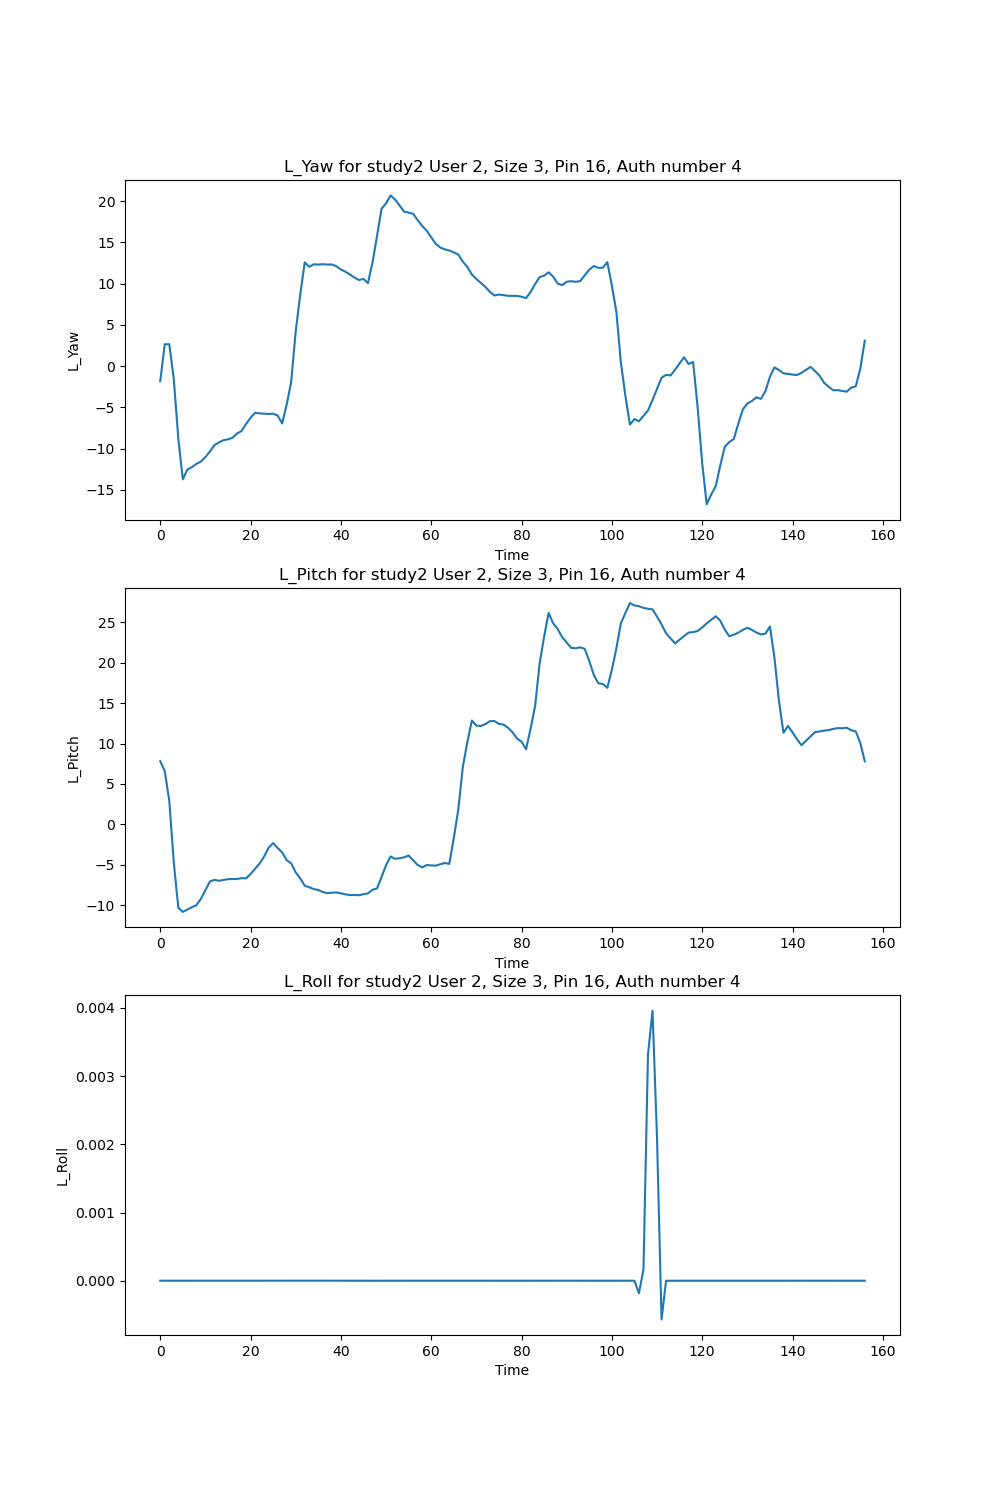 L_Yaw for study2 User 2, Size 3, Pin 16, Auth number 4
20
15
10
5
0
−5
−10
−15
L_Yaw
0 20 40 60 80 100 120 140 160
Time
L_Pitch for study2 User 2, Size 3, Pin 16, Auth number 4
25
20
15
10
5
0
−5
−10
L_Pitch
0 20 40 60 80 100 120 140 160
Time
L_Roll for study2 User 2, Size 3, Pin 16, Auth number 4
0.004
0.003
0.002
0.001
0.000
L_Roll
0 20 40 60 80 100 120 140 160
Time